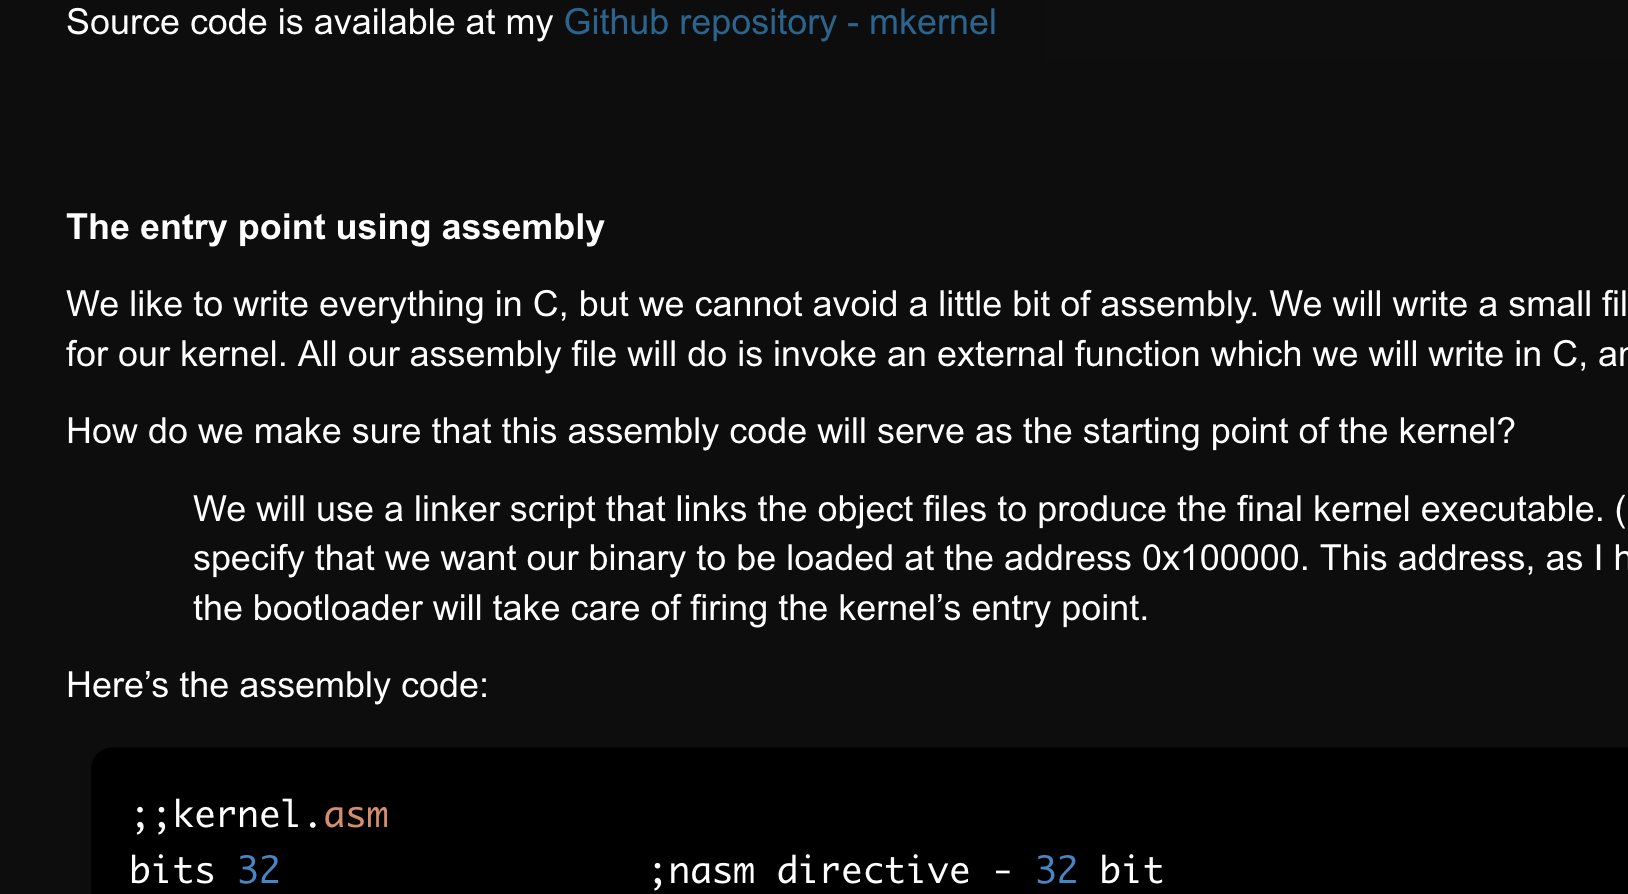 Source code is available at my Github repository - mkernel
The entry point using assembly
We like to write everything in C, but we cannot avoid a little bit of assembly. We will write a small
for our kernel. All our assembly file will do is invoke an external function which we will write in C,
How do we make sure that this assembly code will serve as the starting point of the kernel?
We will use a linker script that links the object files to produce the final kernel executable. (
specify that we want our binary to be loaded at the address 0x100000. This address, as I
the bootloader will take care of firing the kernel’s entry point.
Here’s the assembly code:
;;kernel.asm
bits 32 ;nasm directive - 32 bit